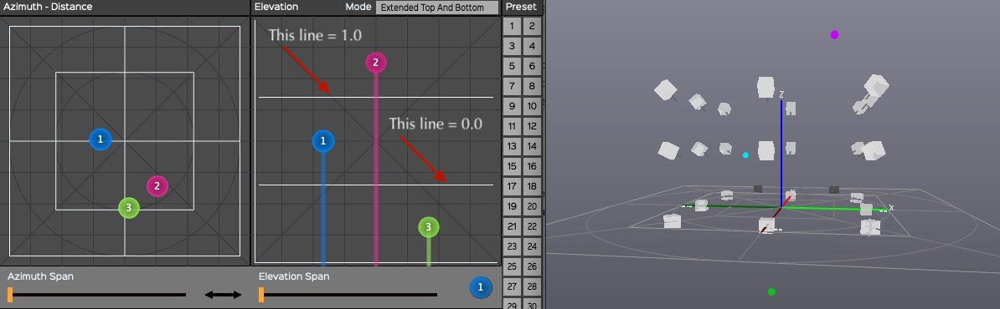 Azimuth - Distance
Elevation
Mode
Extended Top And Bottom
Preset
This line = 1.0
This line = 0.0
1
2
3
1
2
3
1 2
3 4
5 6
7 8
9 10
11 12
13 14
15 16
17 18
19 20
21 22
23 24
25 26
27 28
29 30
Azimuth Span
Elevation Span
1
Z
X